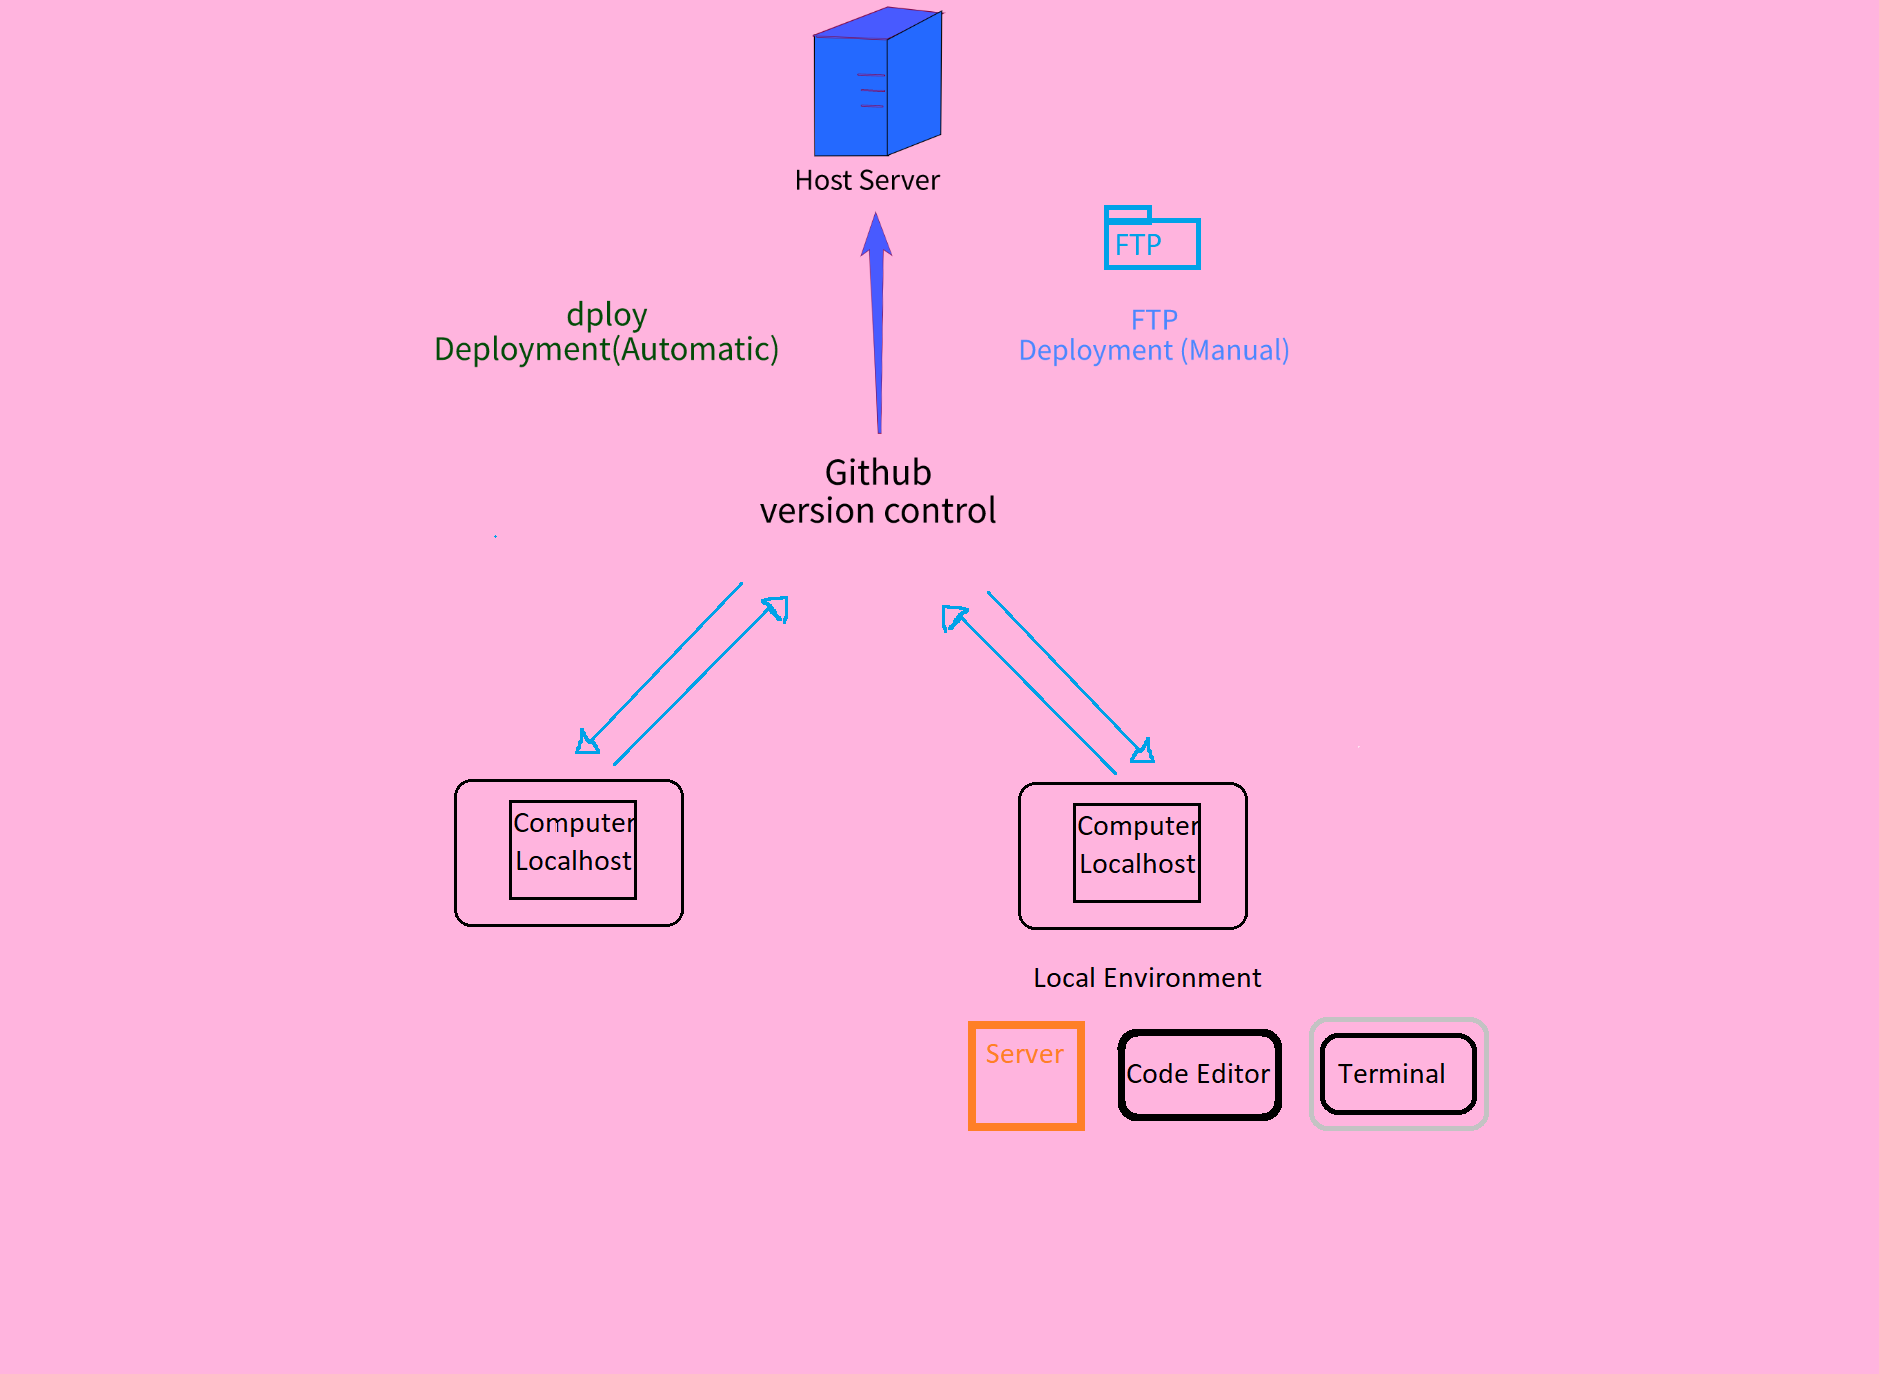 Host Server
FTP
dploy
Deployment(Automatic)
FTP
Deployment (Manual)
Github
version control
Computer
Localhost
Computer
Localhost
Local Environment
Server
Code Editor
Terminal